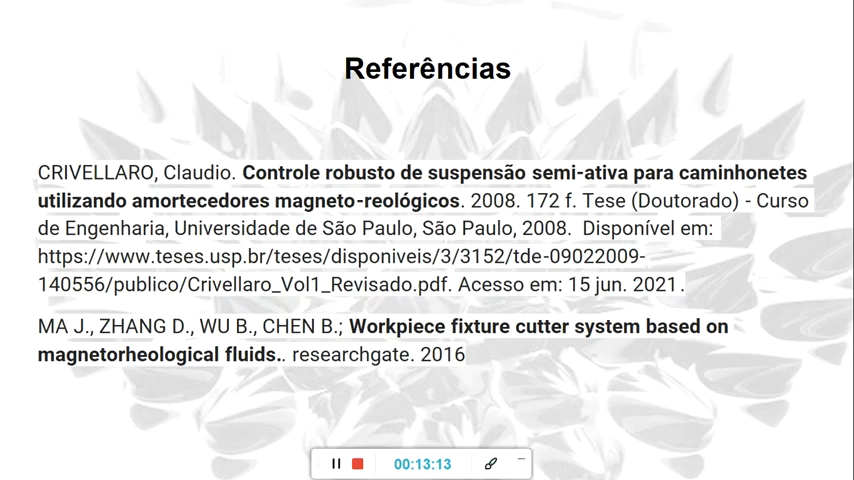 Referências
CRIVELLARO, Claudio. Controle robusto de suspensão semi-ativa para caminhonetes
utilizando amortecedores magneto-reológicos. 2008. 172 f. Tese (Doutorado) - Curso
de Engenharia, Universidade de São Paulo, São Paulo, 2008. Disponível em:
https://www.teses.usp.br/teses/disponiveis/3/3152/tde-09022009-
140556/publico/Crivellaro_Vol1_Revisado.pdf. Acesso em: 15 jun. 2021.
MA J., ZHANG D., WU B., CHEN B.; Workpiece fixture cutter system based on
magnetorheological fluids.. researchgate. 2016
00:13:13